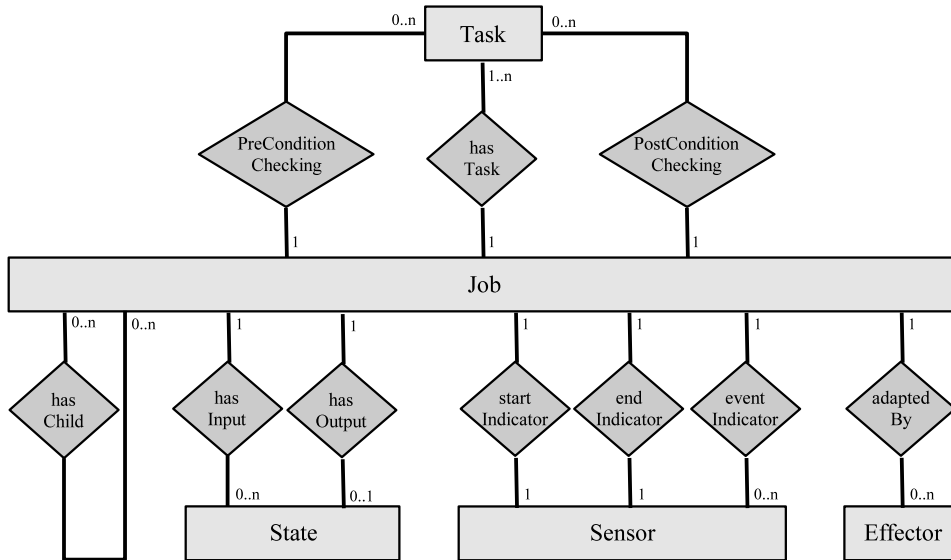 0..n
Task
0..n
1..n
PreCondition
Checking
has
Task
PostCondition
Checking
1
1
1
Job
0..n
0..n
1
1
1
1
1
1
has
Child
has
Input
has
Output
start
Indicator
end
Indicator
event
Indicator
adapted
By
0..n
0..1
1
1
0..n
0..n
State
Sensor
Effector